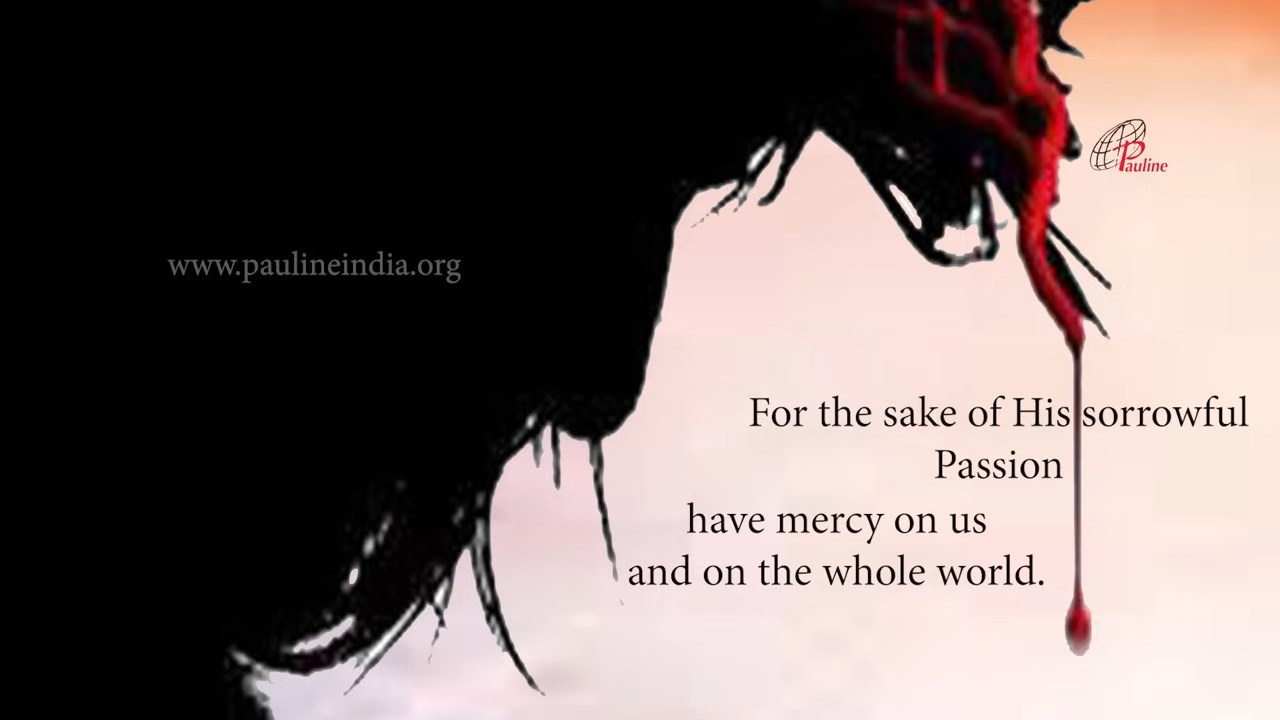 Pauline
www.paulineindia.org
For the sake of His sorrowful
Passion
have mercy on us
and on the whole world.